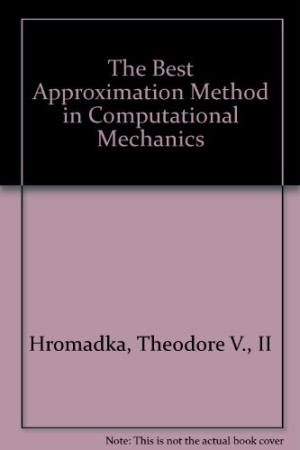 The Best
Approximation Method
in Computational
Mechanics
Hromadka, Theodore V., II
Note: This is not the actual book cover